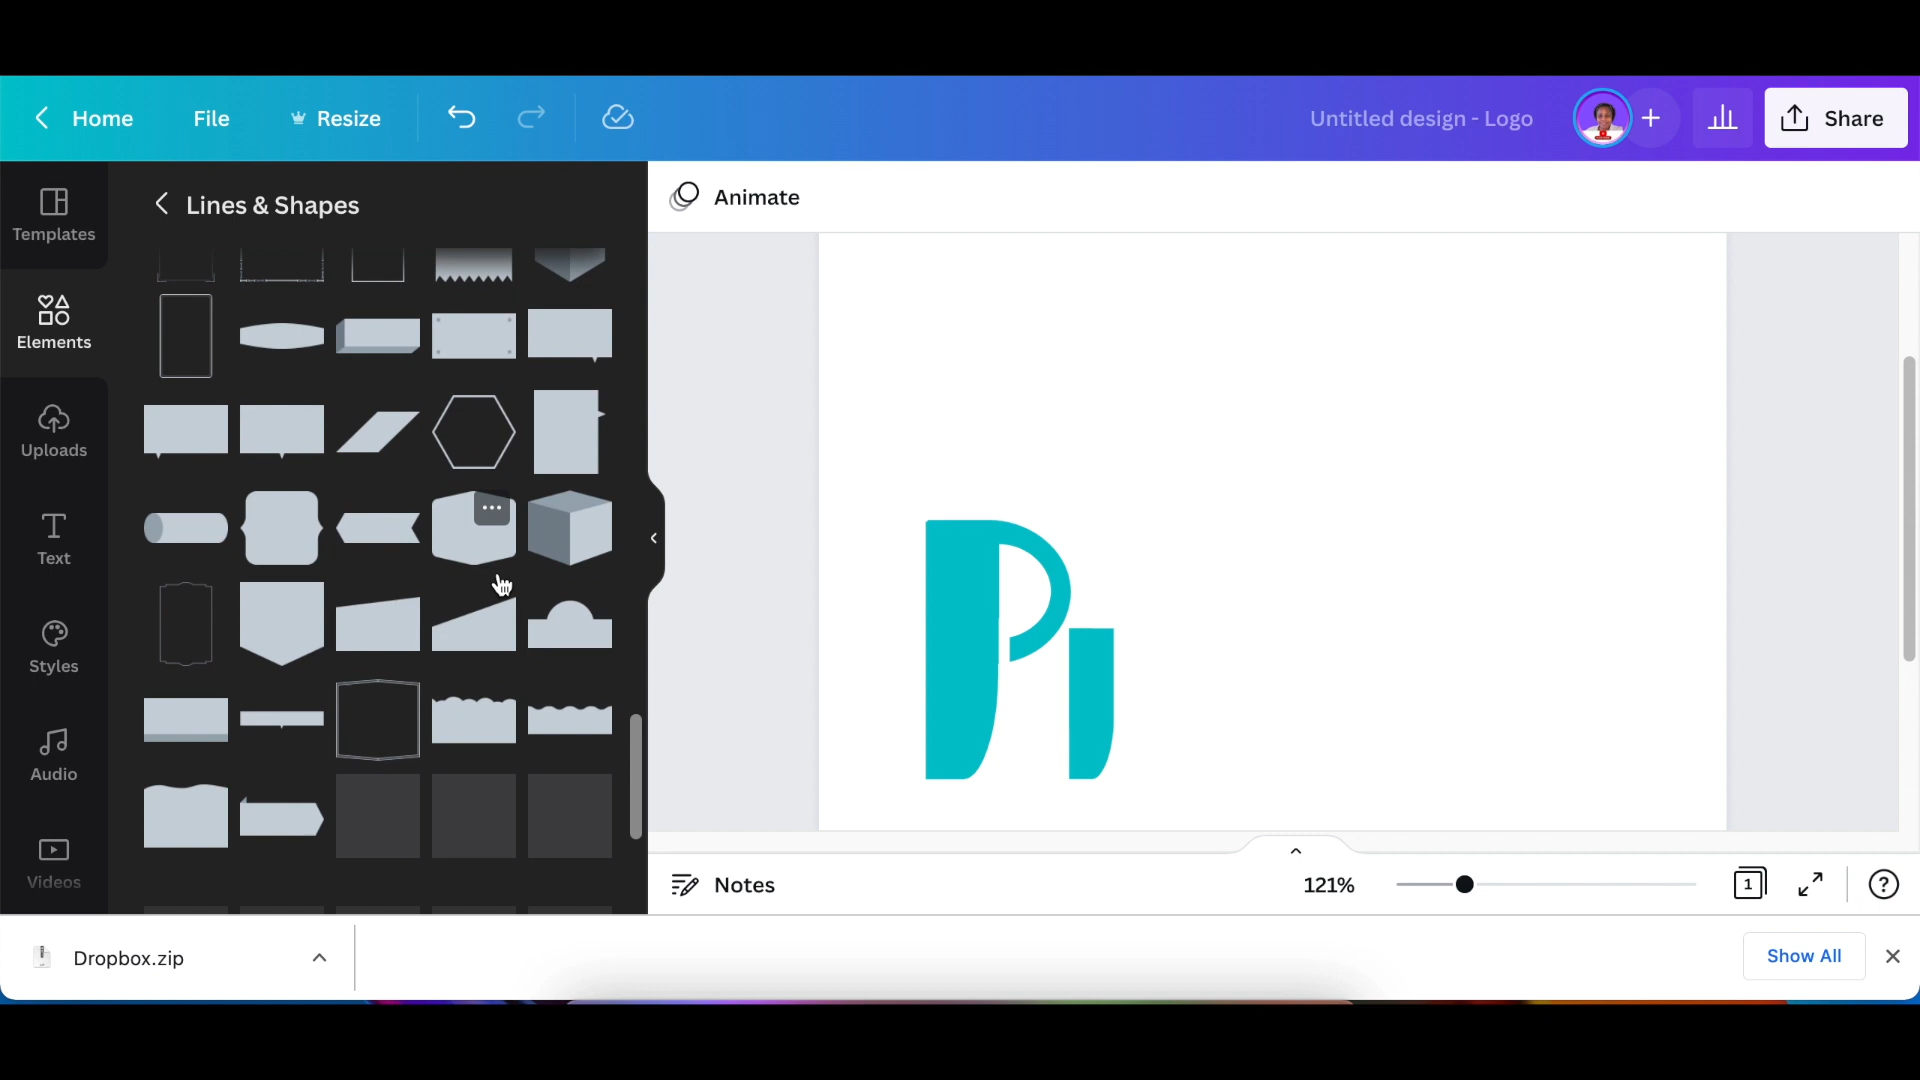 Home File Resize Untitled design - Logo Share
Templates
Lines & Shapes
Animate
Elements
Uploads
Text
Styles
Audio
Videos
Notes 121% 1 ?
Dropbox.zip Show All